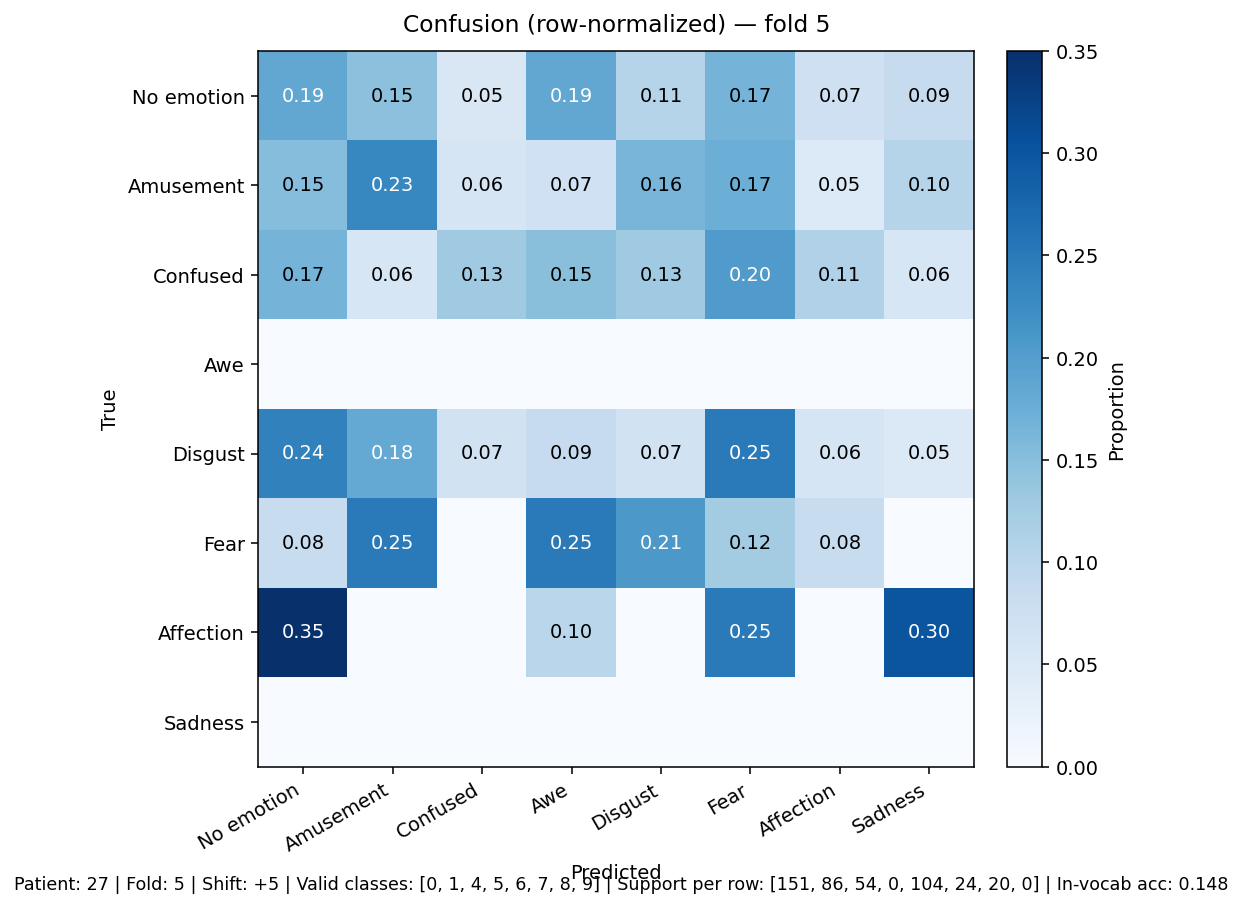 Confusion (row-normalized) — fold 5
No emotion 0.19 0.15 0.05 0.19 0.11 0.17 0.07 0.09
Amusement 0.15 0.23 0.06 0.07 0.16 0.17 0.05 0.10
Confused 0.17 0.06 0.13 0.15 0.13 0.20 0.11 0.06
Awe
Disgust 0.24 0.18 0.07 0.09 0.07 0.25 0.06 0.05
Fear 0.08 0.25 0.25 0.21 0.12 0.08
Affection 0.35 0.10 0.25 0.30
Sadness
True
No emotion Amusement Confused Awe Disgust Fear Affection Sadness
Predicted
0.35
0.30
0.25
0.20
0.15
0.10
0.05
0.00
Proportion
Patient: 27 | Fold: 5 | Shift: +5 | Valid classes: [0, 1, 4, 5, 6, 7, 8, 9] | Support per row: [151, 86, 54, 0, 104, 24, 20, 0] | In-vocab acc: 0.148